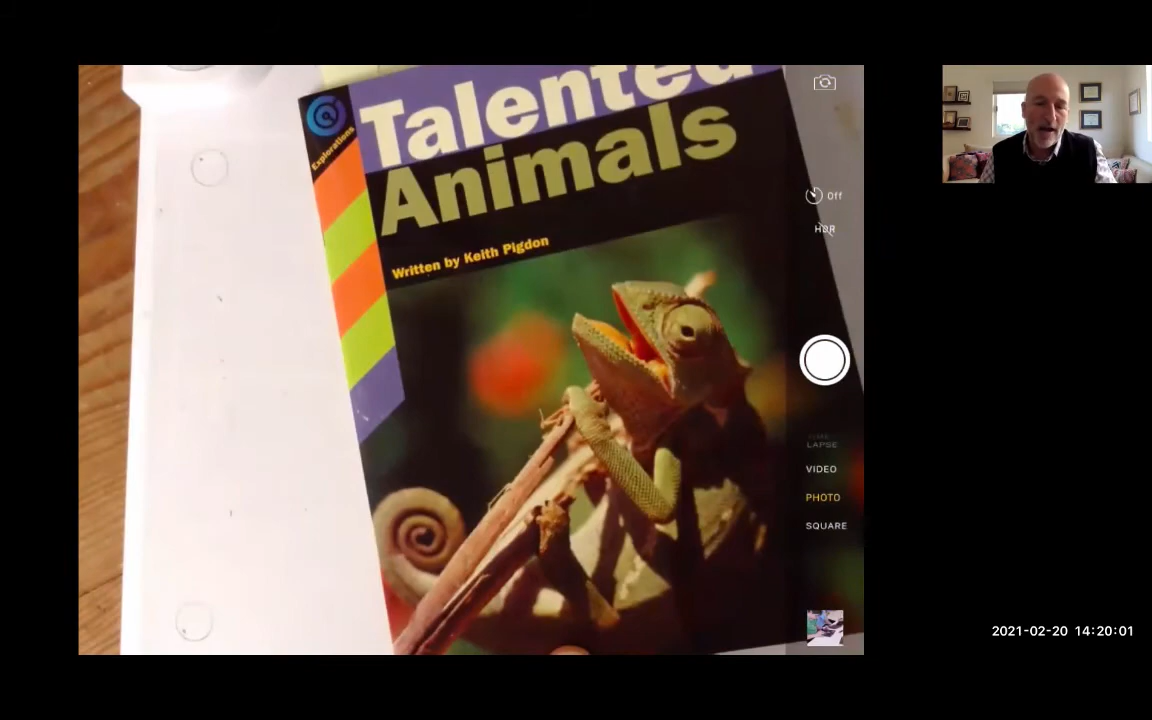 Talented
Animals
Explorations
Written by Keith Pigdon
Off
HDR
LAPSE
VIDEO
PHOTO
SQUARE
2021-02-20 14:20:01